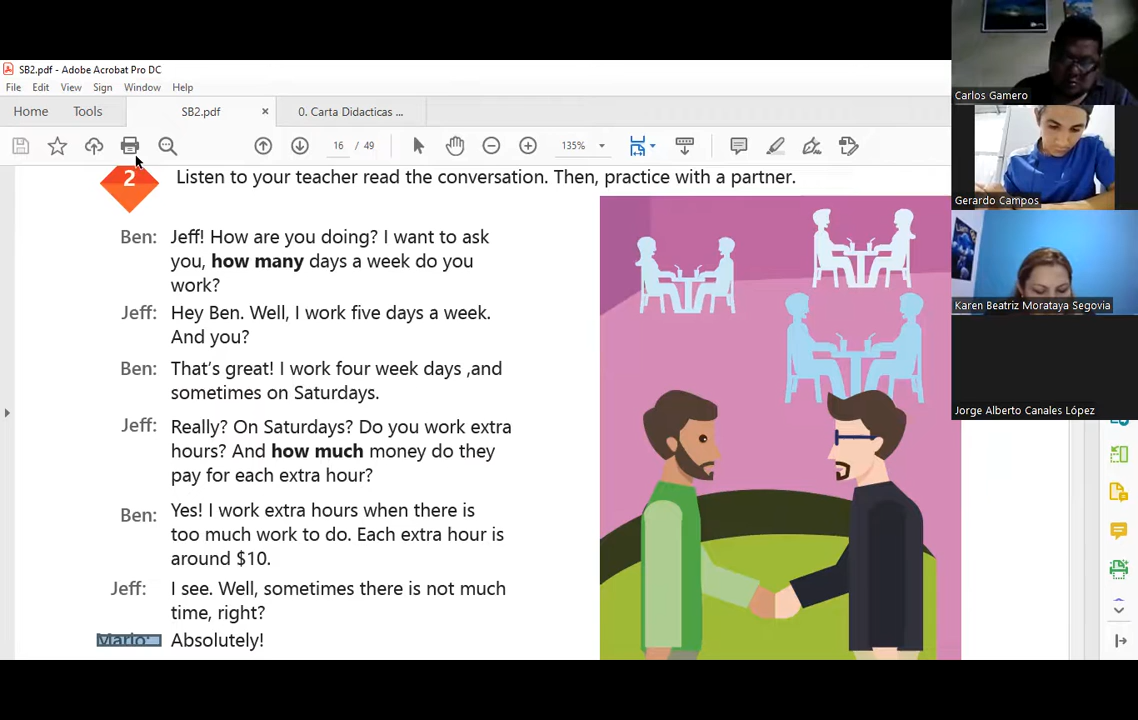 SB2.pdf - Adobe Acrobat Pro DC
File Edit View Sign Window Help
Home Tools SB2.pdf × 0. Carta Didacticas ...
16 / 49 135%
2 Listen to your teacher read the conversation. Then, practice with a partner.
Ben: Jeff! How are you doing? I want to ask
you, how many days a week do you
work?
Jeff: Hey Ben. Well, I work five days a week.
And you?
Ben: That's great! I work four week days ,and
sometimes on Saturdays.
Jeff: Really? On Saturdays? Do you work extra
hours? And how much money do they
pay for each extra hour?
Ben: Yes! I work extra hours when there is
too much work to do. Each extra hour is
around $10.
Jeff: I see. Well, sometimes there is not much
time, right?
Mario: Absolutely!
Carlos Gamero
Gerardo Campos
Karen Beatriz Morataya Segovia
Jorge Alberto Canales López